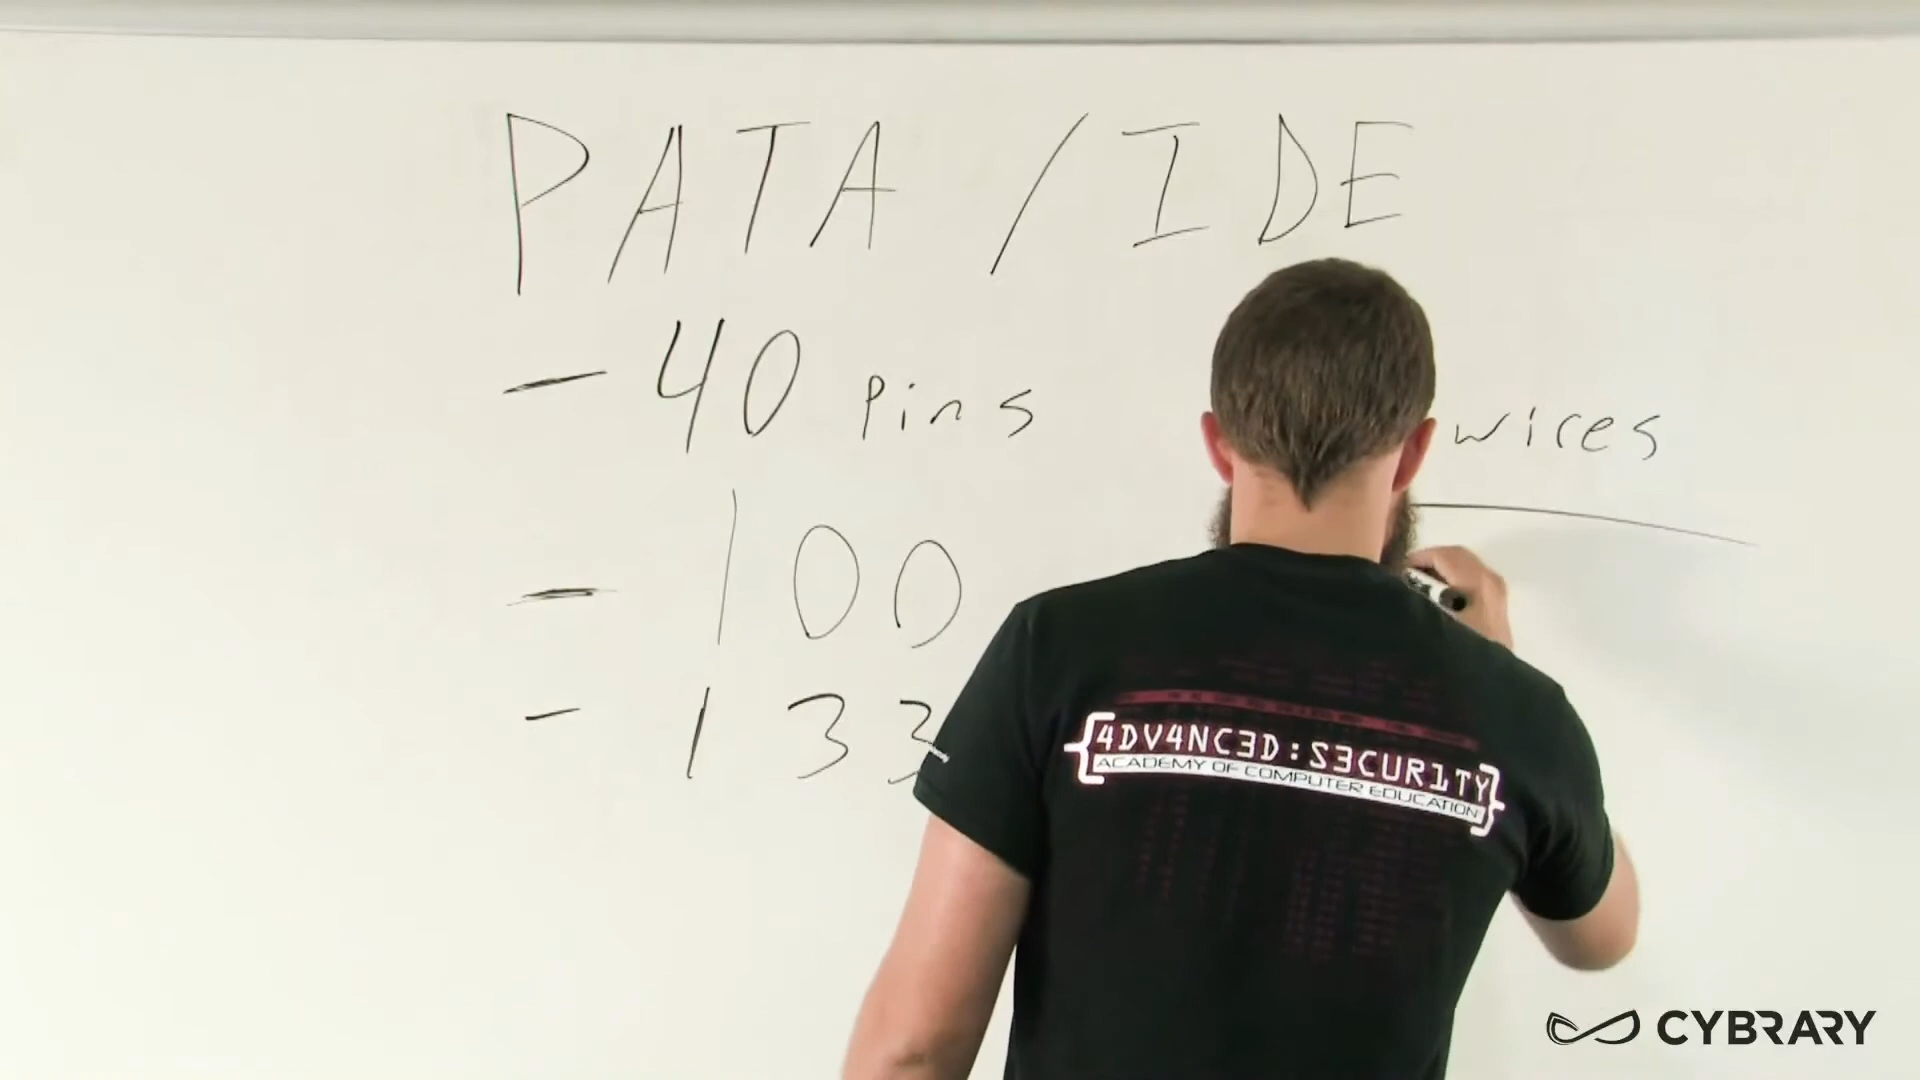 PATA / IDE
- 40 pins wires
- 100
- 133
{4DV4NC3D:S3CUR1TY}
ACADEMY OF COMPUTER EDUCATION
CYBRARY